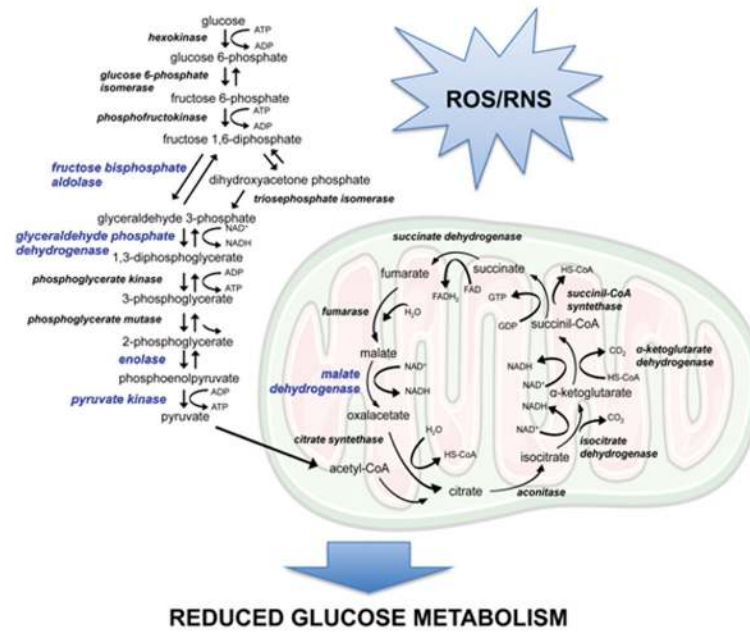 glucose
hexokinase
ATP
ADP
glucose 6-phosphate
glucose 6-phosphate
isomerase
fructose 6-phosphate
phosphofructokinase
ATP
ADP
fructose 1,6-diphosphate
fructose bisphosphate
aldolase
dihydroxyacetone phosphate
triosephosphate isomerase
glyceraldehyde 3-phosphate
glyceraldehyde phosphate
dehydrogenase
NAD⁺
NADH
1,3-diphoglycerate
phosphoglycerate kinase
ADP
ATP
3-phosphoglycerate
phosphoglycerate mutase
2-phosphoglycerate
enolase
phosphoenolpyruvate
pyruvate kinase
ADP
ATP
pyruvate
ROS/RNS
succinate dehydrogenase
fumarate
succinate
FADH₂
FAD
HS-CoA
GTP
GDP
succinil-CoA
syntethase
succinil-CoA
fumarase
H₂O
malate
malate
dehydrogenase
NAD⁺
NADH
oxalacetate
NADH
NAD⁺
CO₂
HS-CoA
α-ketoglutarate
dehydrogenase
α-ketoglutarate
NADH
NAD⁺
CO₂
isocitrate
dehydrogenase
isocitrate
citrate syntethase
H₂O
HS-CoA
acetyl-CoA
citrate
aconitase
REDUCED GLUCOSE METABOLISM